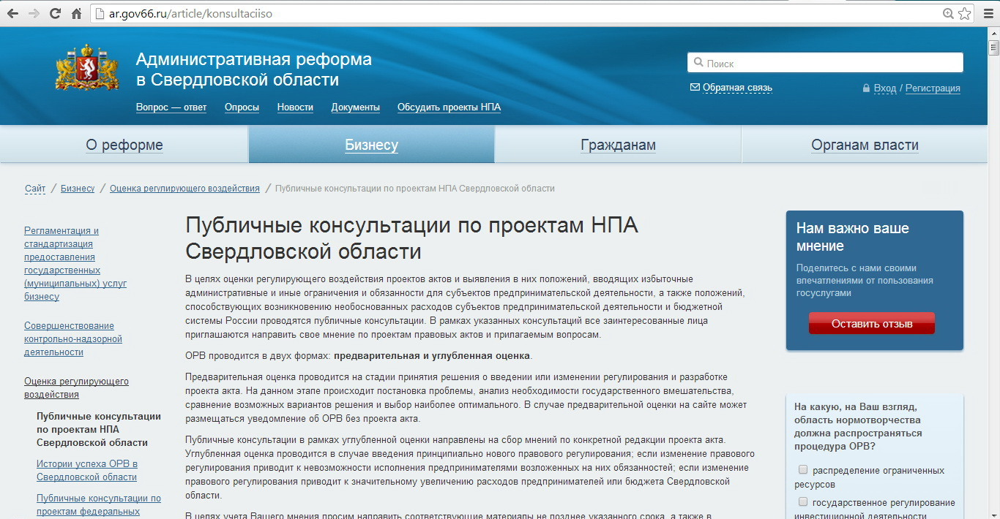 ar.gov66.ru/article/konsultaciiso
Административная реформа
в Свердловской области
Поиск
Обратная связь
Вход / Регистрация
Вопрос — ответ Опросы Новости Документы Обсудить проекты НПА
О реформе Бизнесу Гражданам Органам власти
Сайт / Бизнесу / Оценка регулирующего воздействия / Публичные консультации по проектам НПА Свердловской области
Регламентация и
стандартизация
предоставления
государственных
(муниципальных) услуг
бизнесу
Совершенствование
контрольно-надзорной
деятельности
Оценка регулирующего
воздействия
Публичные консультации
по проектам НПА
Свердловской области
Истории успеха ОРВ в
Свердловской области
Публичные консультации по
проектам федеральных
Публичные консультации по проектам НПА
Свердловской области
В целях оценки регулирующего воздействия проектов актов и выявления в них положений, вводящих избыточные
административные и иные ограничения и обязанности для субъектов предпринимательской деятельности, а также положений,
способствующих возникновению необоснованных расходов субъектов предпринимательской деятельности и бюджетной
системы России проводятся публичные консультации. В рамках указанных консультаций все заинтересованные лица
приглашаются направить свое мнение по проектам правовых актов и прилагаемым вопросам.
ОРВ проводится в двух формах: предварительная и углубленная оценка.
Предварительная оценка проводится на стадии принятия решения о введении или изменении регулирования и разработке
проекта акта. На данном этапе происходит постановка проблемы, анализ необходимости государственного вмешательства,
сравнение возможных вариантов решения и выбор наиболее оптимального. В случае предварительной оценки на сайте может
размещаться уведомление об ОРВ без проекта акта.
Публичные консультации в рамках углубленной оценки направлены на сбор мнений по конкретной редакции проекта акта.
Углубленная оценка проводится в случае введения принципиально нового правового регулирования; если изменение правового
регулирования приводит к невозможности исполнения предпринимателями возложенных на них обязанностей; если изменение
правового регулирования приводит к значительному увеличению расходов предпринимателей или бюджета Свердловской
области.
В целях учета Вашего мнения просим направить соответствующие материалы не позднее указанного срока, а также в
Нам важно ваше
мнение
Поделитесь с нами своими
впечатлениями от пользования
госуслугами
Оставить отзыв
На какую, на Ваш взгляд,
область нормотворчества
должна распространяться
процедура ОРВ?
распределение ограниченных
ресурсов
государственное регулирование
инвестиционной деятельности